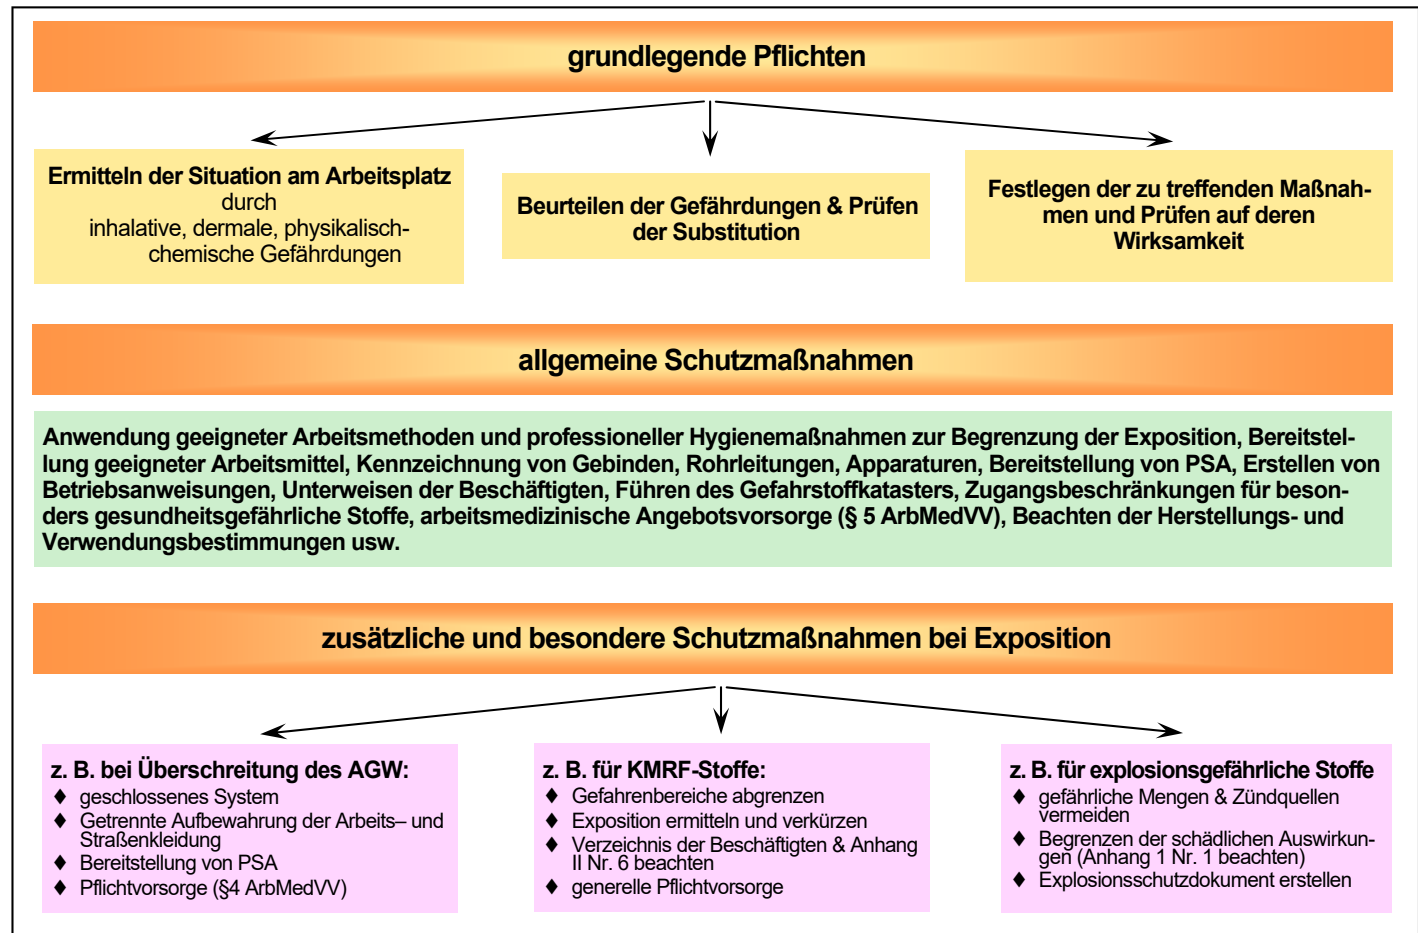 grundlegende Pflichten
Ermitteln der Situation am Arbeitsplatz
durch
inhalative, dermale, physikalisch-
chemische Gefährdungen
Beurteilen der Gefährdungen & Prüfen
der Substitution
Festlegen der zu treffenden Maßnah-
men und Prüfen auf deren
Wirksamkeit
allgemeine Schutzmaßnahmen
Anwendung geeigneter Arbeitsmethoden und professioneller Hygienemaßnahmen zur Begrenzung der Exposition, Bereitstel-
lung geeigneter Arbeitsmittel, Kennzeichnung von Gebinden, Rohrleitungen, Apparaturen, Bereitstellung von PSA, Erstellen von
Betriebsanweisungen, Unterweisen der Beschäftigten, Führen des Gefahrstoffkatasters, Zugangsbeschränkungen für beson-
ders gesundheitsgefährliche Stoffe, arbeitsmedizinische Angebotsvorsorge (§ 5 ArbMedVV), Beachten der Herstellungs- und
Verwendungsbestimmungen usw.
zusätzliche und besondere Schutzmaßnahmen bei Exposition
z. B. bei Überschreitung des AGW:
♦ geschlossenes System
♦ Getrennte Aufbewahrung der Arbeits– und
Straßenkleidung
♦ Bereitstellung von PSA
♦ Pflichtvorsorge (§4 ArbMedVV)
z. B. für KMRF-Stoffe:
♦ Gefahrenbereiche abgrenzen
♦ Exposition ermitteln und verkürzen
♦ Verzeichnis der Beschäftigten & Anhang
II Nr. 6 beachten
♦ generelle Pflichtvorsorge
z. B. für explosionsgefährliche Stoffe
♦ gefährliche Mengen & Zündquellen
vermeiden
♦ Begrenzen der schädlichen Auswirkun-
gen (Anhang 1 Nr. 1 beachten)
♦ Explosionsschutzdokument erstellen